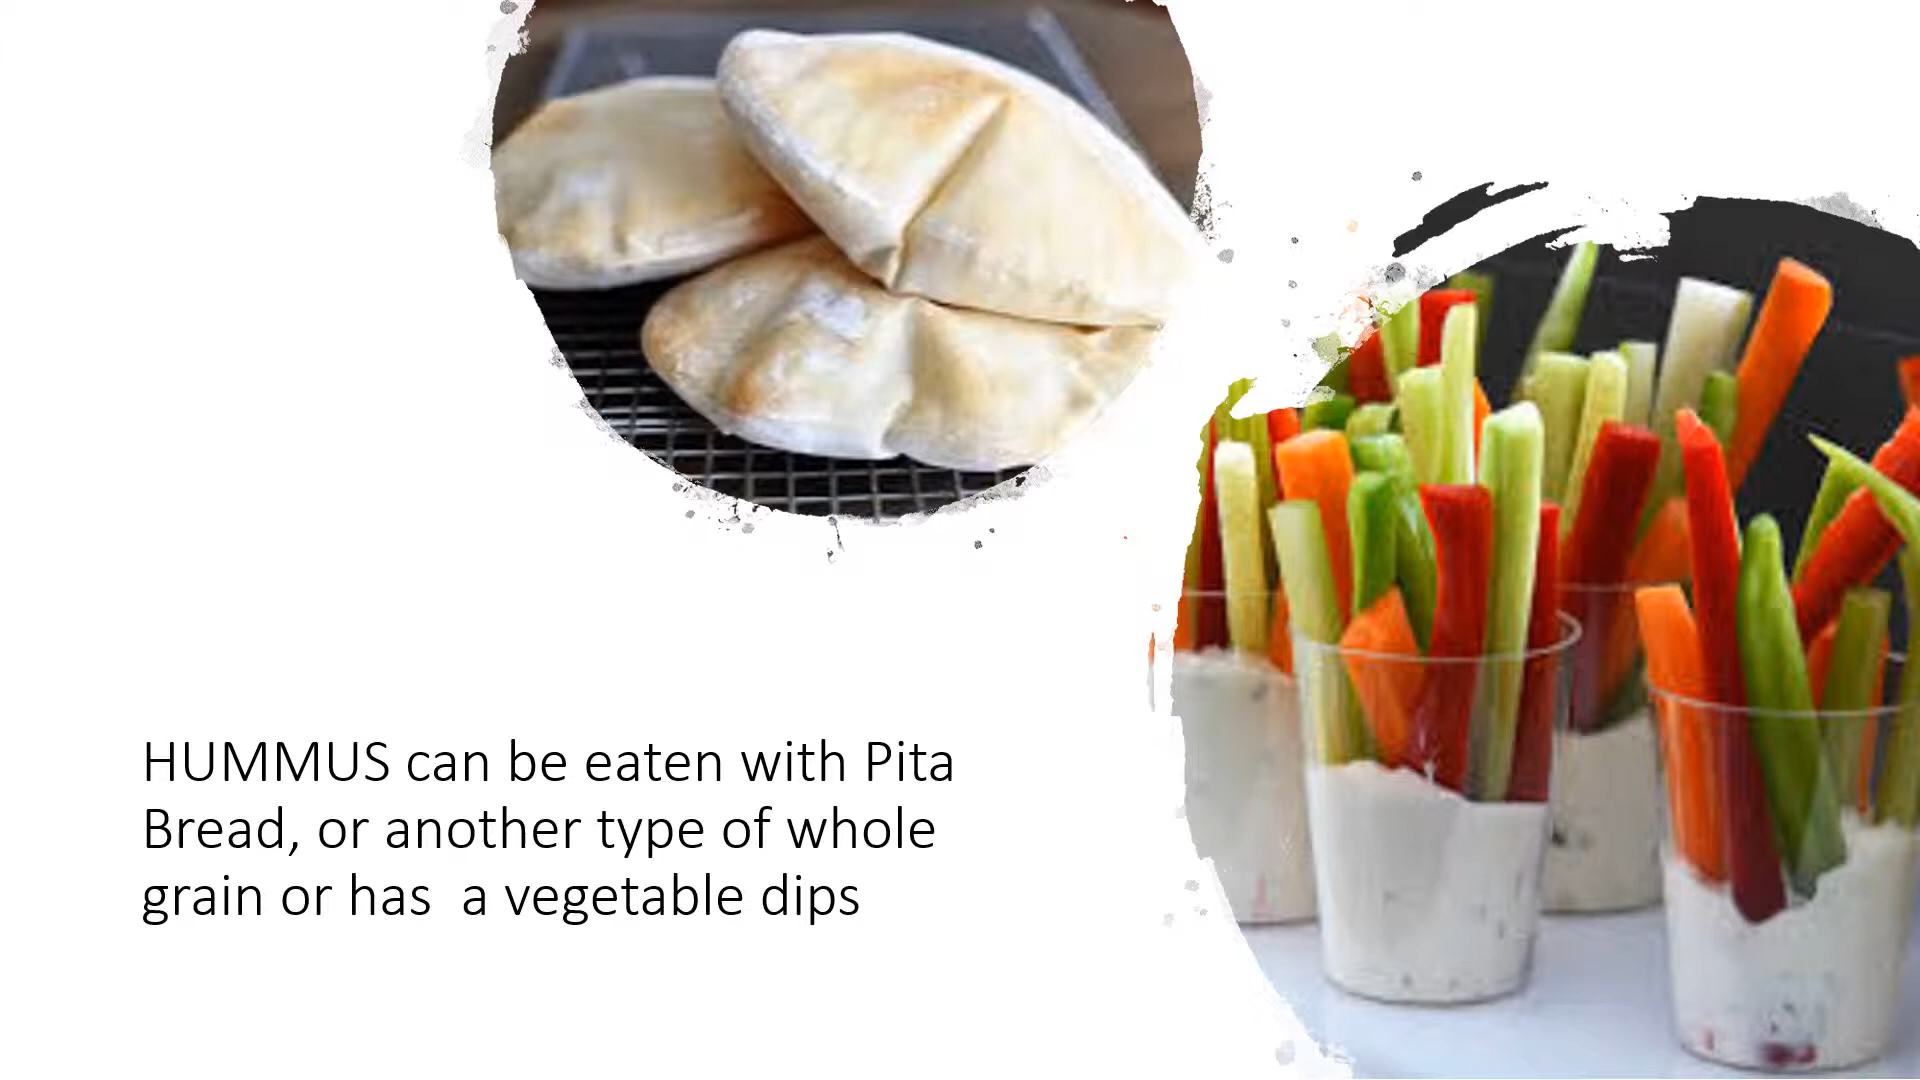 HUMMUS can be eaten with Pita
Bread, or another type of whole
grain or has  a vegetable dips